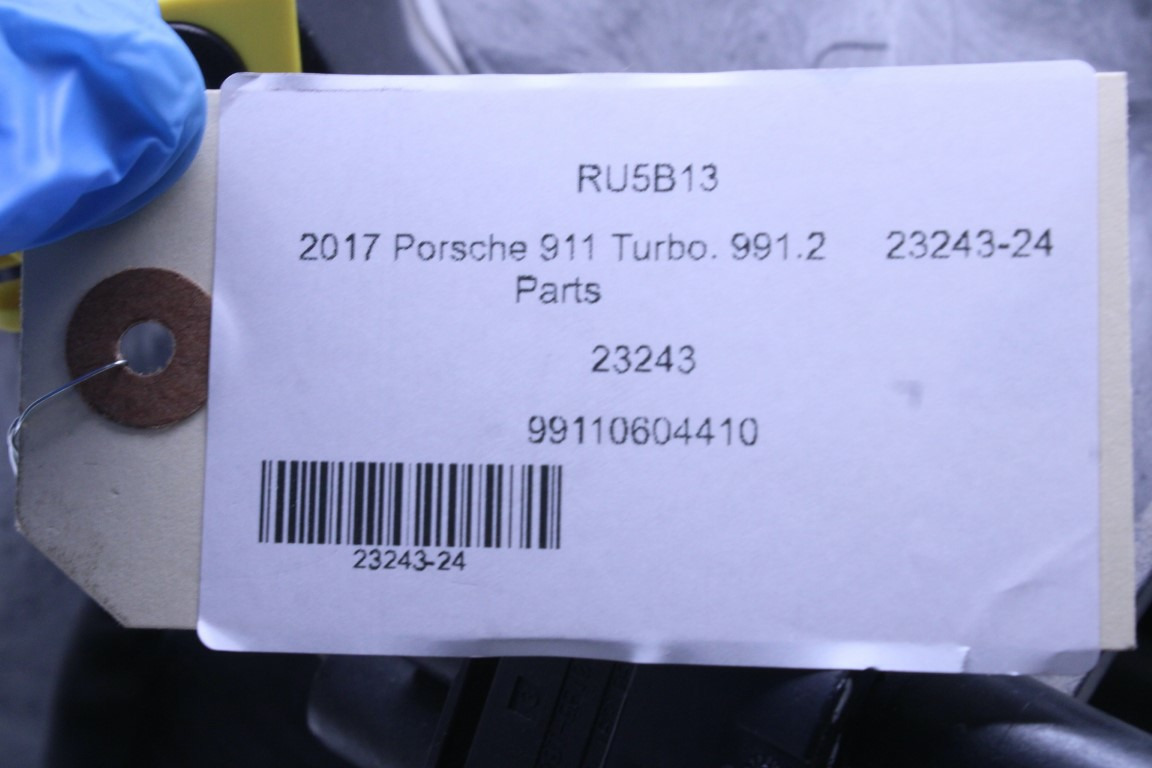 RU5B13
2017 Porsche 911 Turbo. 991.2 23243-24
Parts
23243
99110604410
23243-24